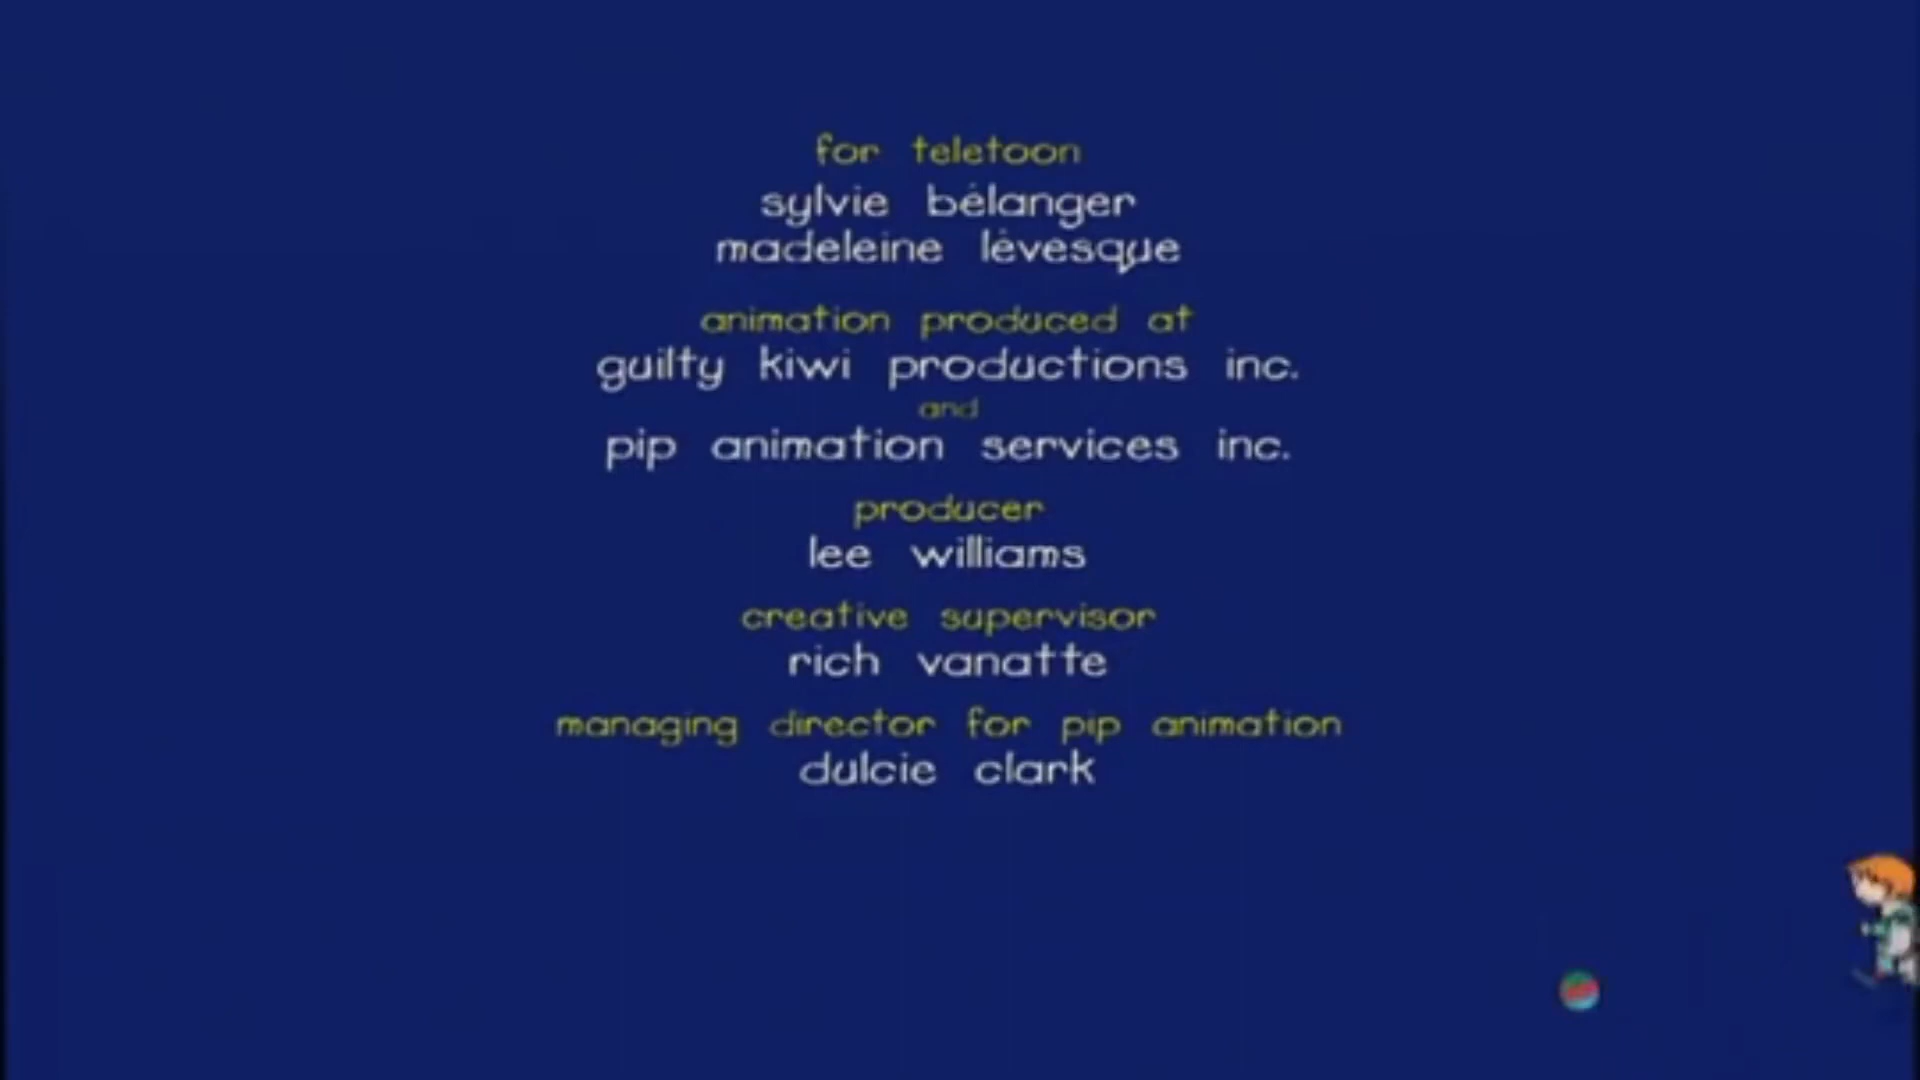 for teletoon
sylvie bélanger
madeleine lévesque
animation produced at
guilty kiwi productions inc.
and
pip animation services inc.
producer
lee williams
creative supervisor
rich vanatte
managing director for pip animation
dulcie clark